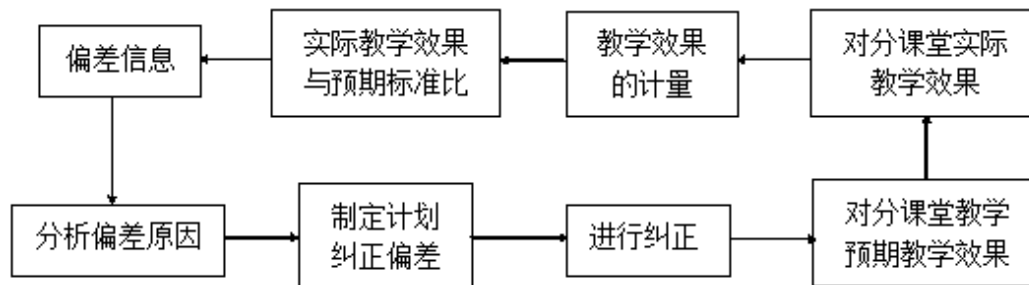 偏差信息
实际教学效果
与预期标准比
教学效果
的计量
对分课堂实际
教学效果
分析偏差原因
制定计划
纠正偏差
进行纠正
对分课堂教学
预期教学效果